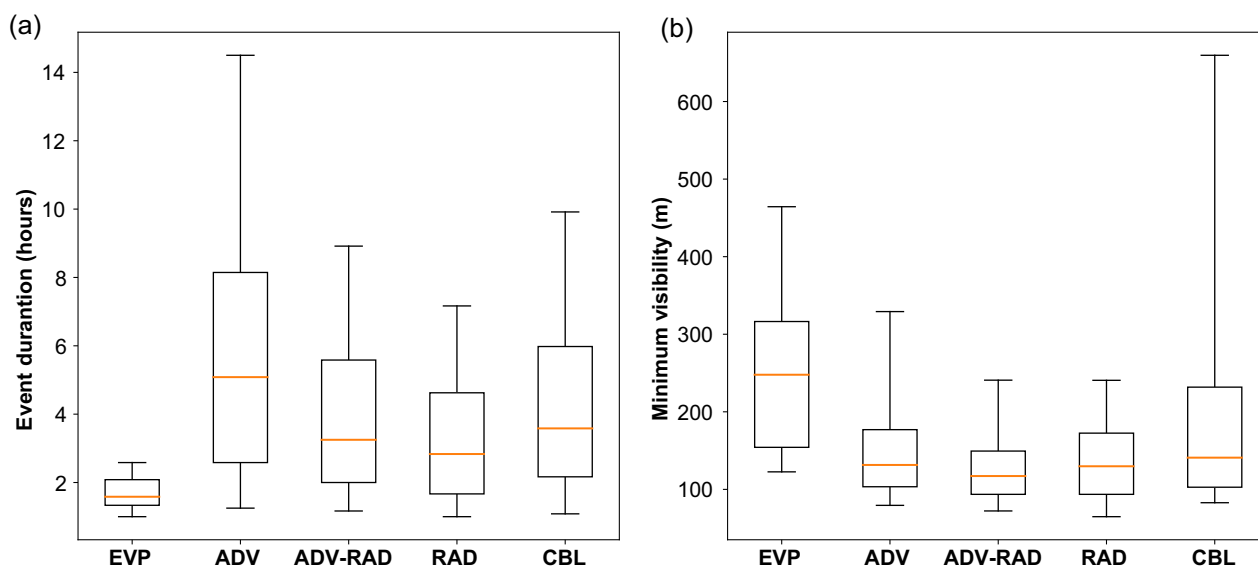 (a)
Event durantion (hours)
14
12
10
8
6
4
2
EVP ADV ADV-RAD RAD CBL
(b)
Minimum visibility (m)
600
500
400
300
200
100
EVP ADV ADV-RAD RAD CBL